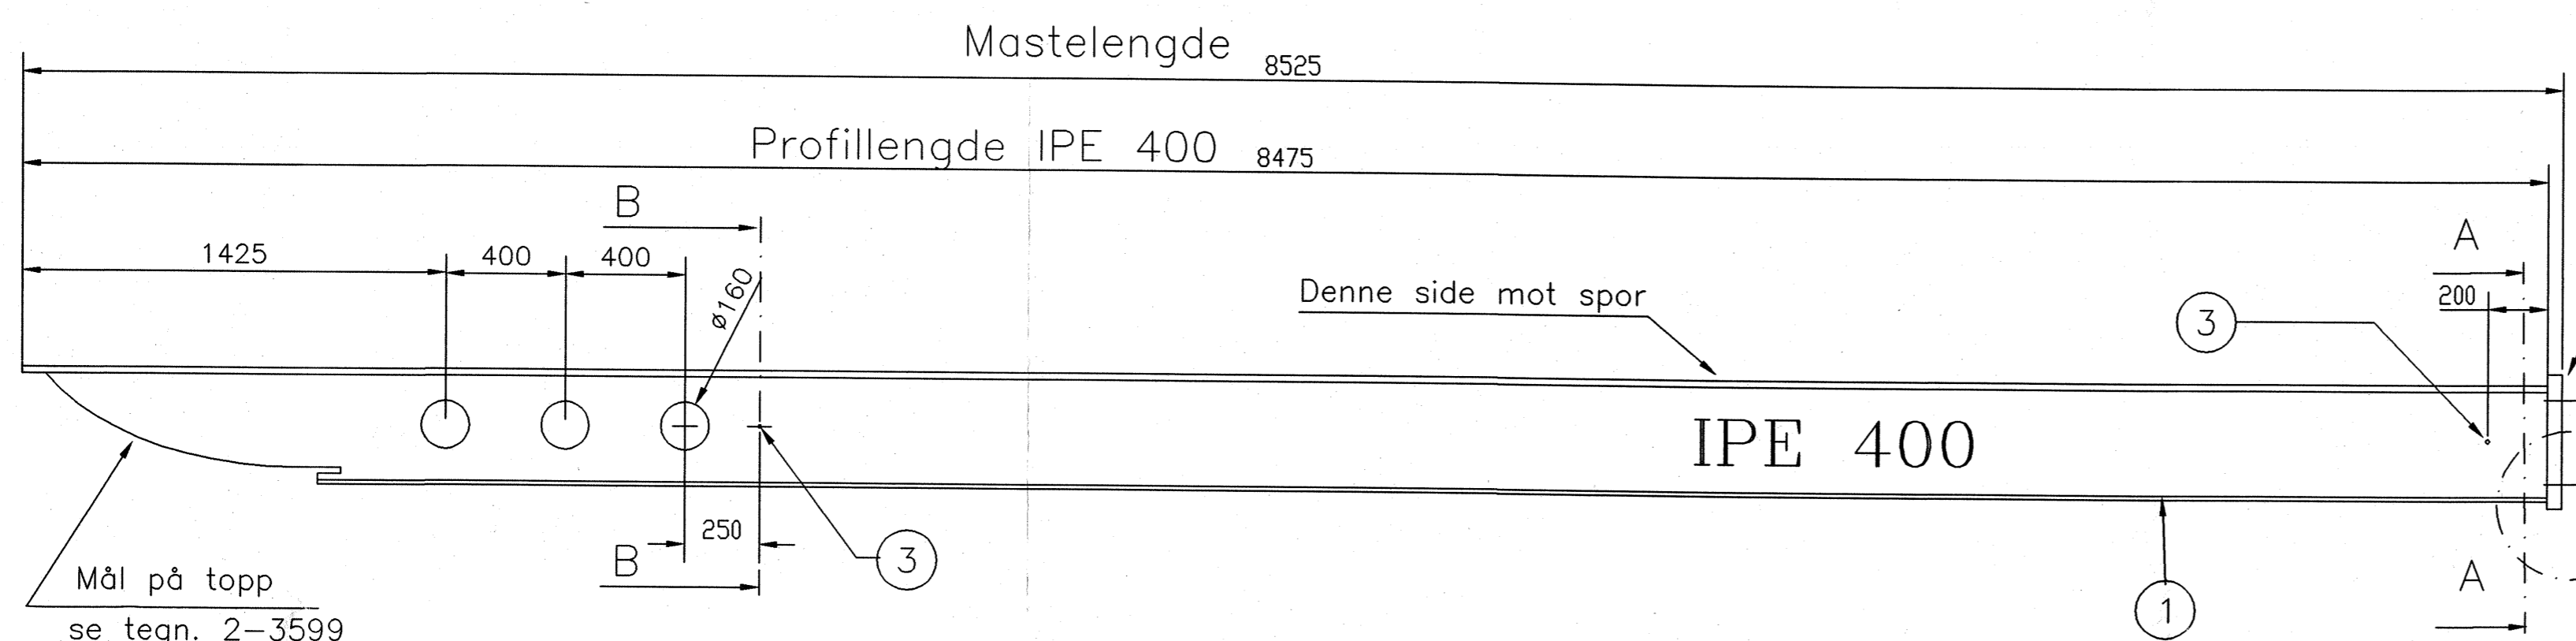 Mastelengde 8525
Profillengde IPE 400 8475
B
A
1425
400
400
ø160
Denne side mot spor
200
3
IPE 400
250
B
3
Mål på topp
se tegn. 2-3599
1
A